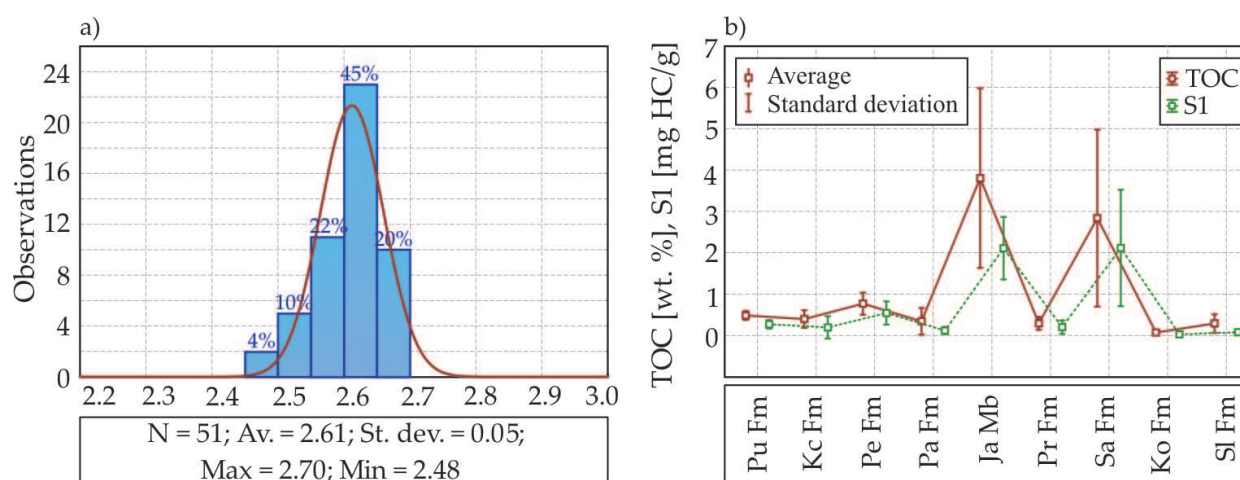 a)
Observations
24
20
16
12
8
4
0
4%
10%
22%
45%
20%
2.2
2.3
2.4
2.5
2.6
2.7
2.8
2.9
3.0
N = 51; Av. = 2.61; St. dev. = 0.05;
Max = 2.70; Min = 2.48
b)
TOC [wt. %], S1 [mg HC/g]
7
6
5
4
3
2
1
0
Average
Standard deviation
TOC
S1
Pu Fm
Kc Fm
Pe Fm
Pa Fm
Ja Mb
Pr Fm
Sa Fm
Ko Fm
Sl Fm